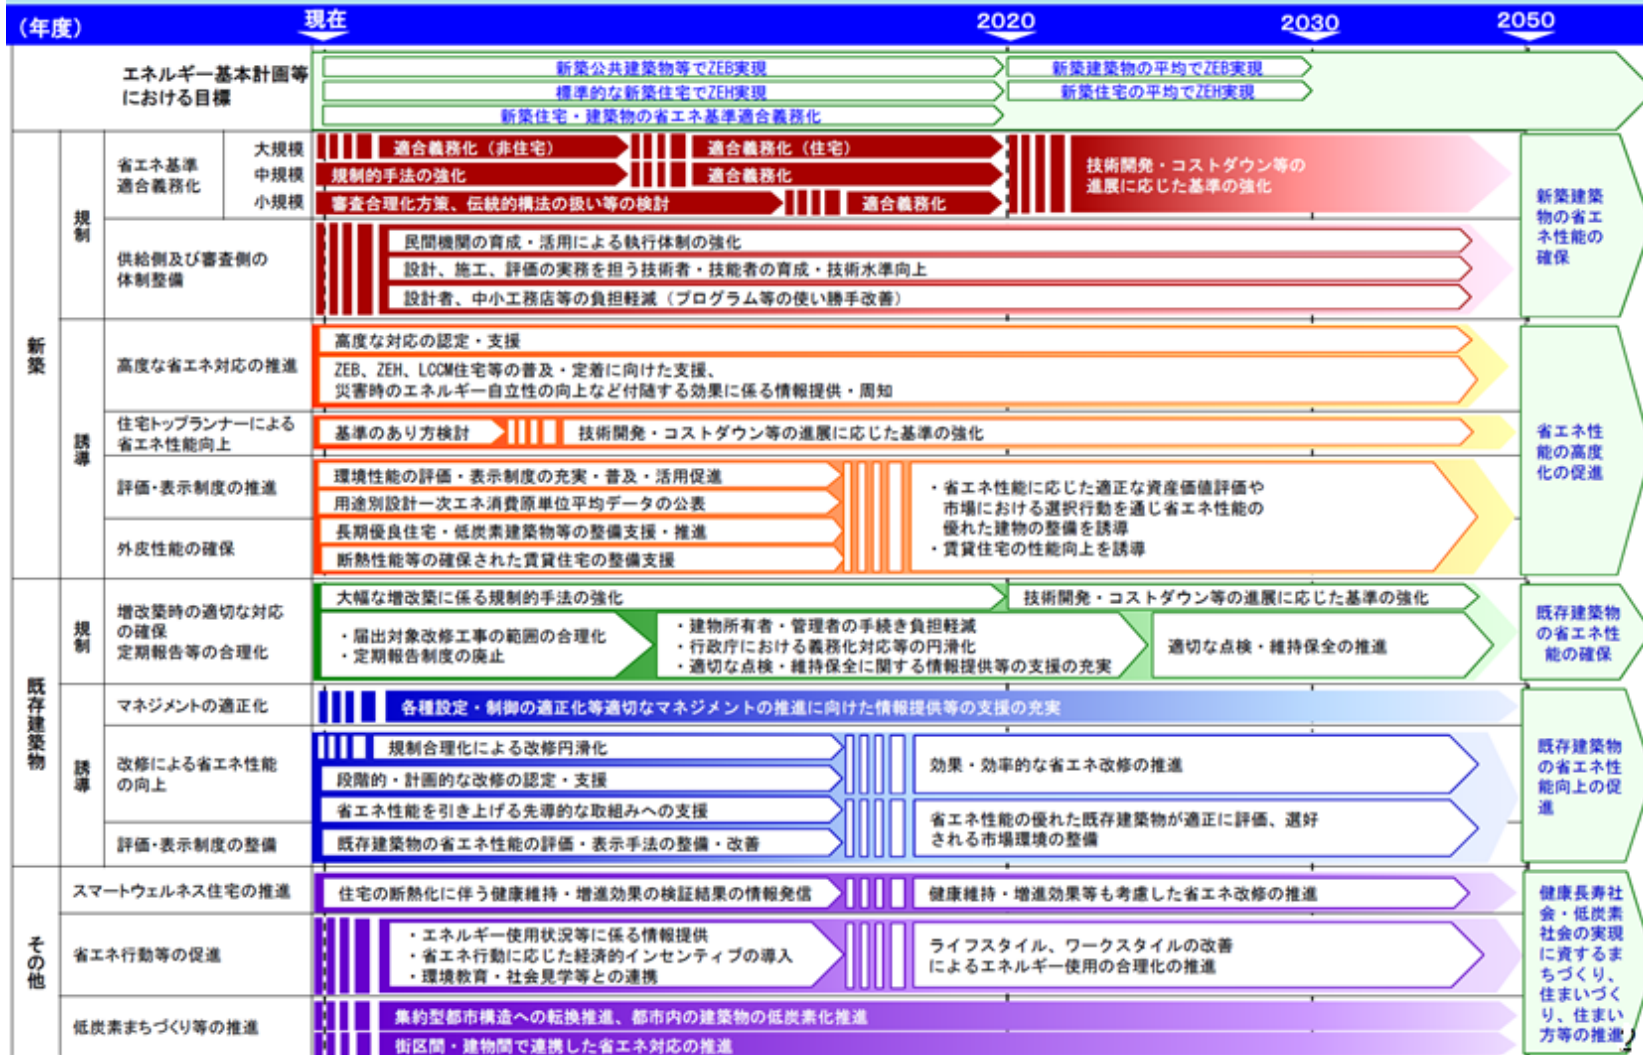 （年度）
現在
2020
2030
2050
エネルギー基本計画等
における目標
新築公共建築物等でZEB実現
新築建築物の平均でZEB実現
標準的な新築住宅でZEH実現
新築住宅の平均でZEH実現
新築住宅・建築物の省エネ基準適合義務化
新築
規制
省エネ基準
適合義務化
大規模
中規模
小規模
適合義務化（非住宅）
適合義務化（住宅）
規制的手法の強化
適合義務化
審査合理化方策、伝統的構法の扱い等の検討
適合義務化
技術開発・コストダウン等の
進展に応じた基準の強化
新築建築
物の省エ
ネ性能の
確保
供給側及び審査側の
体制整備
民間機関の育成・活用による執行体制の強化
設計、施工、評価の実務を担う技術者・技能者の育成・技術水準向上
設計者、中小工務店等の負担軽減（プログラム等の使い勝手改善）
誘導
高度な省エネ対応の推進
高度な対応の認定・支援
ZEB、ZEH、LCCM住宅等の普及・定着に向けた支援、
災害時のエネルギー自立性の向上など付随する効果に係る情報提供・周知
住宅トップランナーによる
省エネ性能向上
基準のあり方検討
技術開発・コストダウン等の進展に応じた基準の強化
省エネ性
能の高度
化の促進
評価・表示制度の推進
環境性能の評価・表示制度の充実・普及・活用促進
用途別設計一次エネ消費原単位平均データの公表
外皮性能の確保
長期優良住宅・低炭素建築物等の整備支援・推進
断熱性能等の確保された賃貸住宅の整備支援
・省エネ性能に応じた適正な資産価値評価や
市場における選択行動を通じ省エネ性能の
優れた建物の整備を誘導
・賃貸住宅の性能向上を誘導
既存建築物
規制
増改築時の適切な対応
の確保
定期報告等の合理化
大幅な増改築に係る規制的手法の強化
技術開発・コストダウン等の進展に応じた基準の強化
・届出対象改修工事の範囲の合理化
・定期報告制度の廃止
・建物所有者・管理者の手続き負担軽減
・行政庁における義務化対応等の円滑化
・適切な点検・維持保全に関する情報提供等の支援の充実
適切な点検・維持保全の推進
既存建築物
の省エネ性
能の確保
誘導
マネジメントの適正化
各種設定・制御の適正化等適切なマネジメントの推進に向けた情報提供等の支援の充実
改修による省エネ性能
の向上
規制合理化による改修円滑化
段階的・計画的な改修の認定・支援
省エネ性能を引き上げる先導的な取組みへの支援
効果・効率的な省エネ改修の推進
既存建築物
の省エネ性
能向上の促
進
評価・表示制度の整備
既存建築物の省エネ性能の評価・表示手法の整備・改善
省エネ性能の優れた既存建築物が適正に評価、選好
される市場環境の整備
その他
スマートウェルネス住宅の推進
住宅の断熱化に伴う健康維持・増進効果の検証結果の情報発信
健康維持・増進効果等も考慮した省エネ改修の推進
省エネ行動等の促進
・エネルギー使用状況等に係る情報提供
・省エネ行動に応じた経済的インセンティブの導入
・環境教育・社会見学等との連携
ライフスタイル、ワークスタイルの改善
によるエネルギー使用の合理化の推進
低炭素まちづくり等の推進
集約型都市構造への転換推進、都市内の建築物の低炭素化推進
街区間・建物間で連携した省エネ対応の推進
健康長寿社
会・低炭素
社会の実現
に資するま
ちづくり、
住まいづく
り、住まい
方等の推進